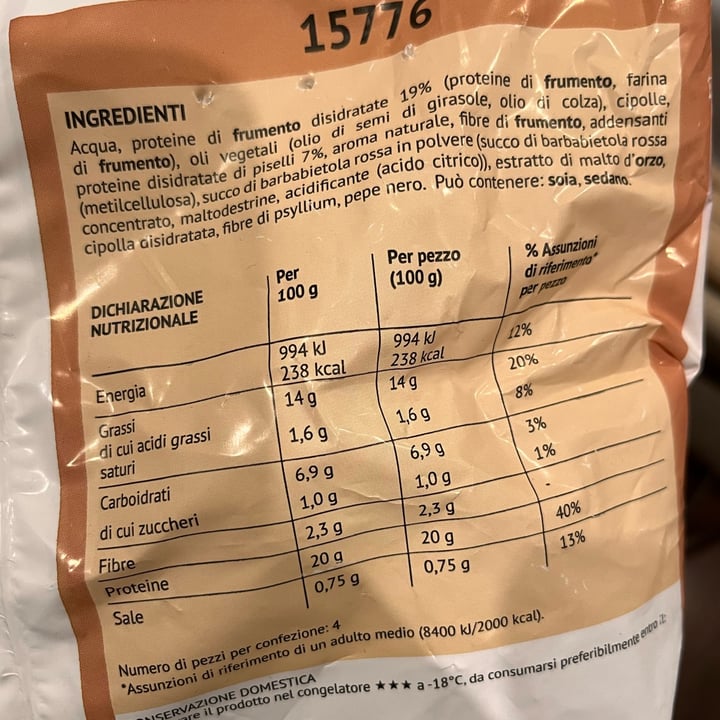 15776
INGREDIENTI
Acqua, proteine di frumento disidratate 19% (proteine di frumento, farina
di frumento), oli vegetali (olio di semi di girasole, olio di colza), cipolle,
proteine disidratate di piselli 7%, aroma naturale, fibre di frumento, addensanti
(metilcellulosa), succo di barbabietola rossa in polvere (succo di barbabietola rossa
concentrato, maltodestrine, acidificante (acido citrico)), estratto di malto d'orzo,
cipolla disidratata, fibre di psyllium, pepe nero. Può contenere: soia, sedano.
DICHIARAZIONE NUTRIZIONALE Per 100 g Per pezzo (100 g) % Assunzioni di riferimento* per pezzo
Energia 994 kJ 238 kcal 994 kJ 238 kcal 12%
Grassi 14 g 14 g 20%
di cui acidi grassi saturi 1,6 g 1,6 g 8%
Carboidrati 6,9 g 6,9 g 3%
di cui zuccheri 1,0 g 1,0 g 1%
Fibre 2,3 g 2,3 g -
Proteine 20 g 20 g 40%
Sale 0,75 g 0,75 g 13%
Numero di pezzi per confezione: 4
*Assunzioni di riferimento di un adulto medio (8400 kJ/2000 kcal).
DOMESTICA
il prodotto nel congelatore ★★★ a -18°C, da consumarsi preferibilmente entro il: